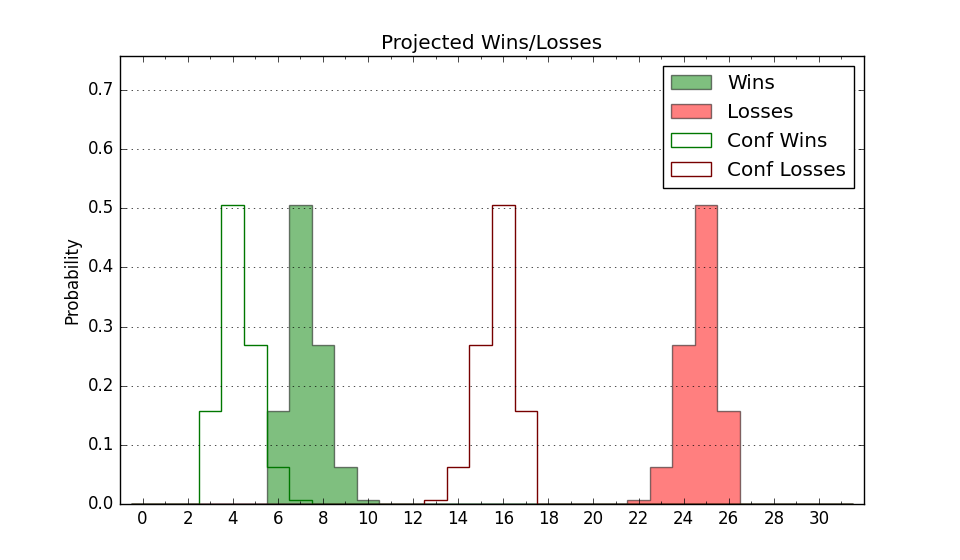 Projected Wins/Losses
Wins
Losses
Conf Wins
Conf Losses
Probability
0.7
0.6
0.5
0.4
0.3
0.2
0.1
0.0
0 2 4 6 8 10 12 14 16 18 20 22 24 26 28 30